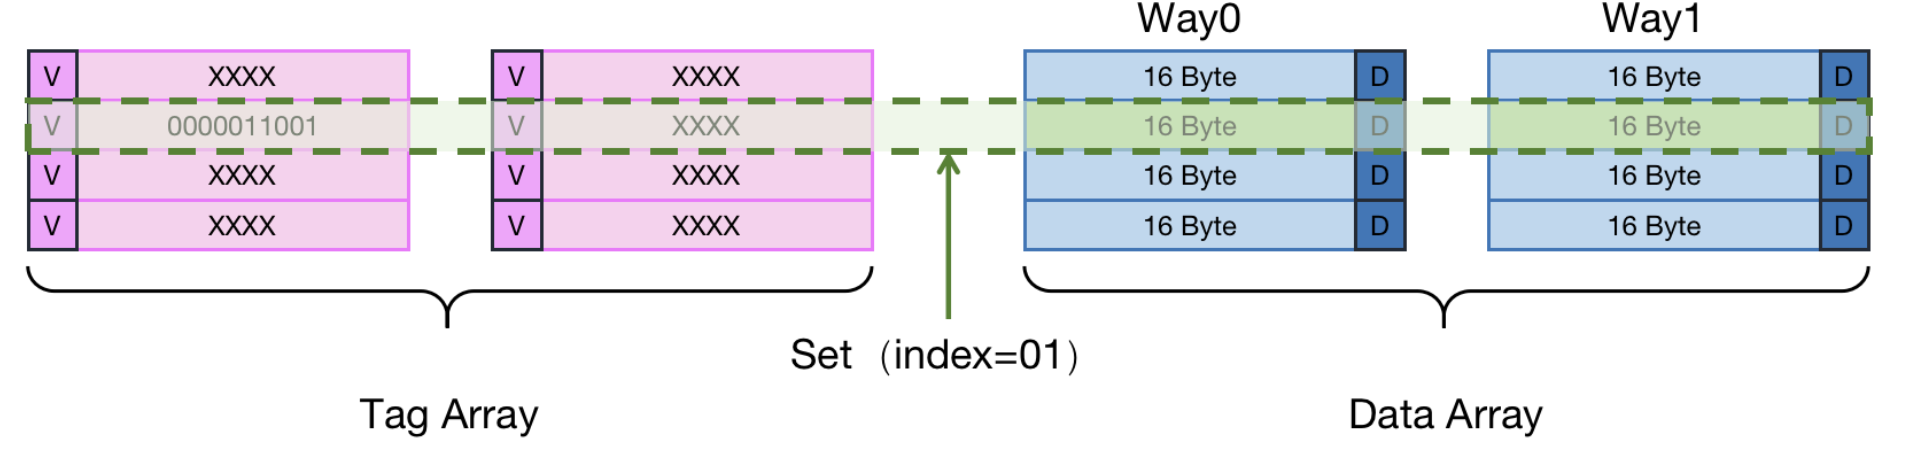 Way0 Way1
V XXXX V XXXX 16 Byte D 16 Byte D
V 0000011001 V XXXX 16 Byte D 16 Byte D
V XXXX V XXXX 16 Byte D 16 Byte D
V XXXX V XXXX 16 Byte D 16 Byte D
Set（index=01）
Tag Array Data Array